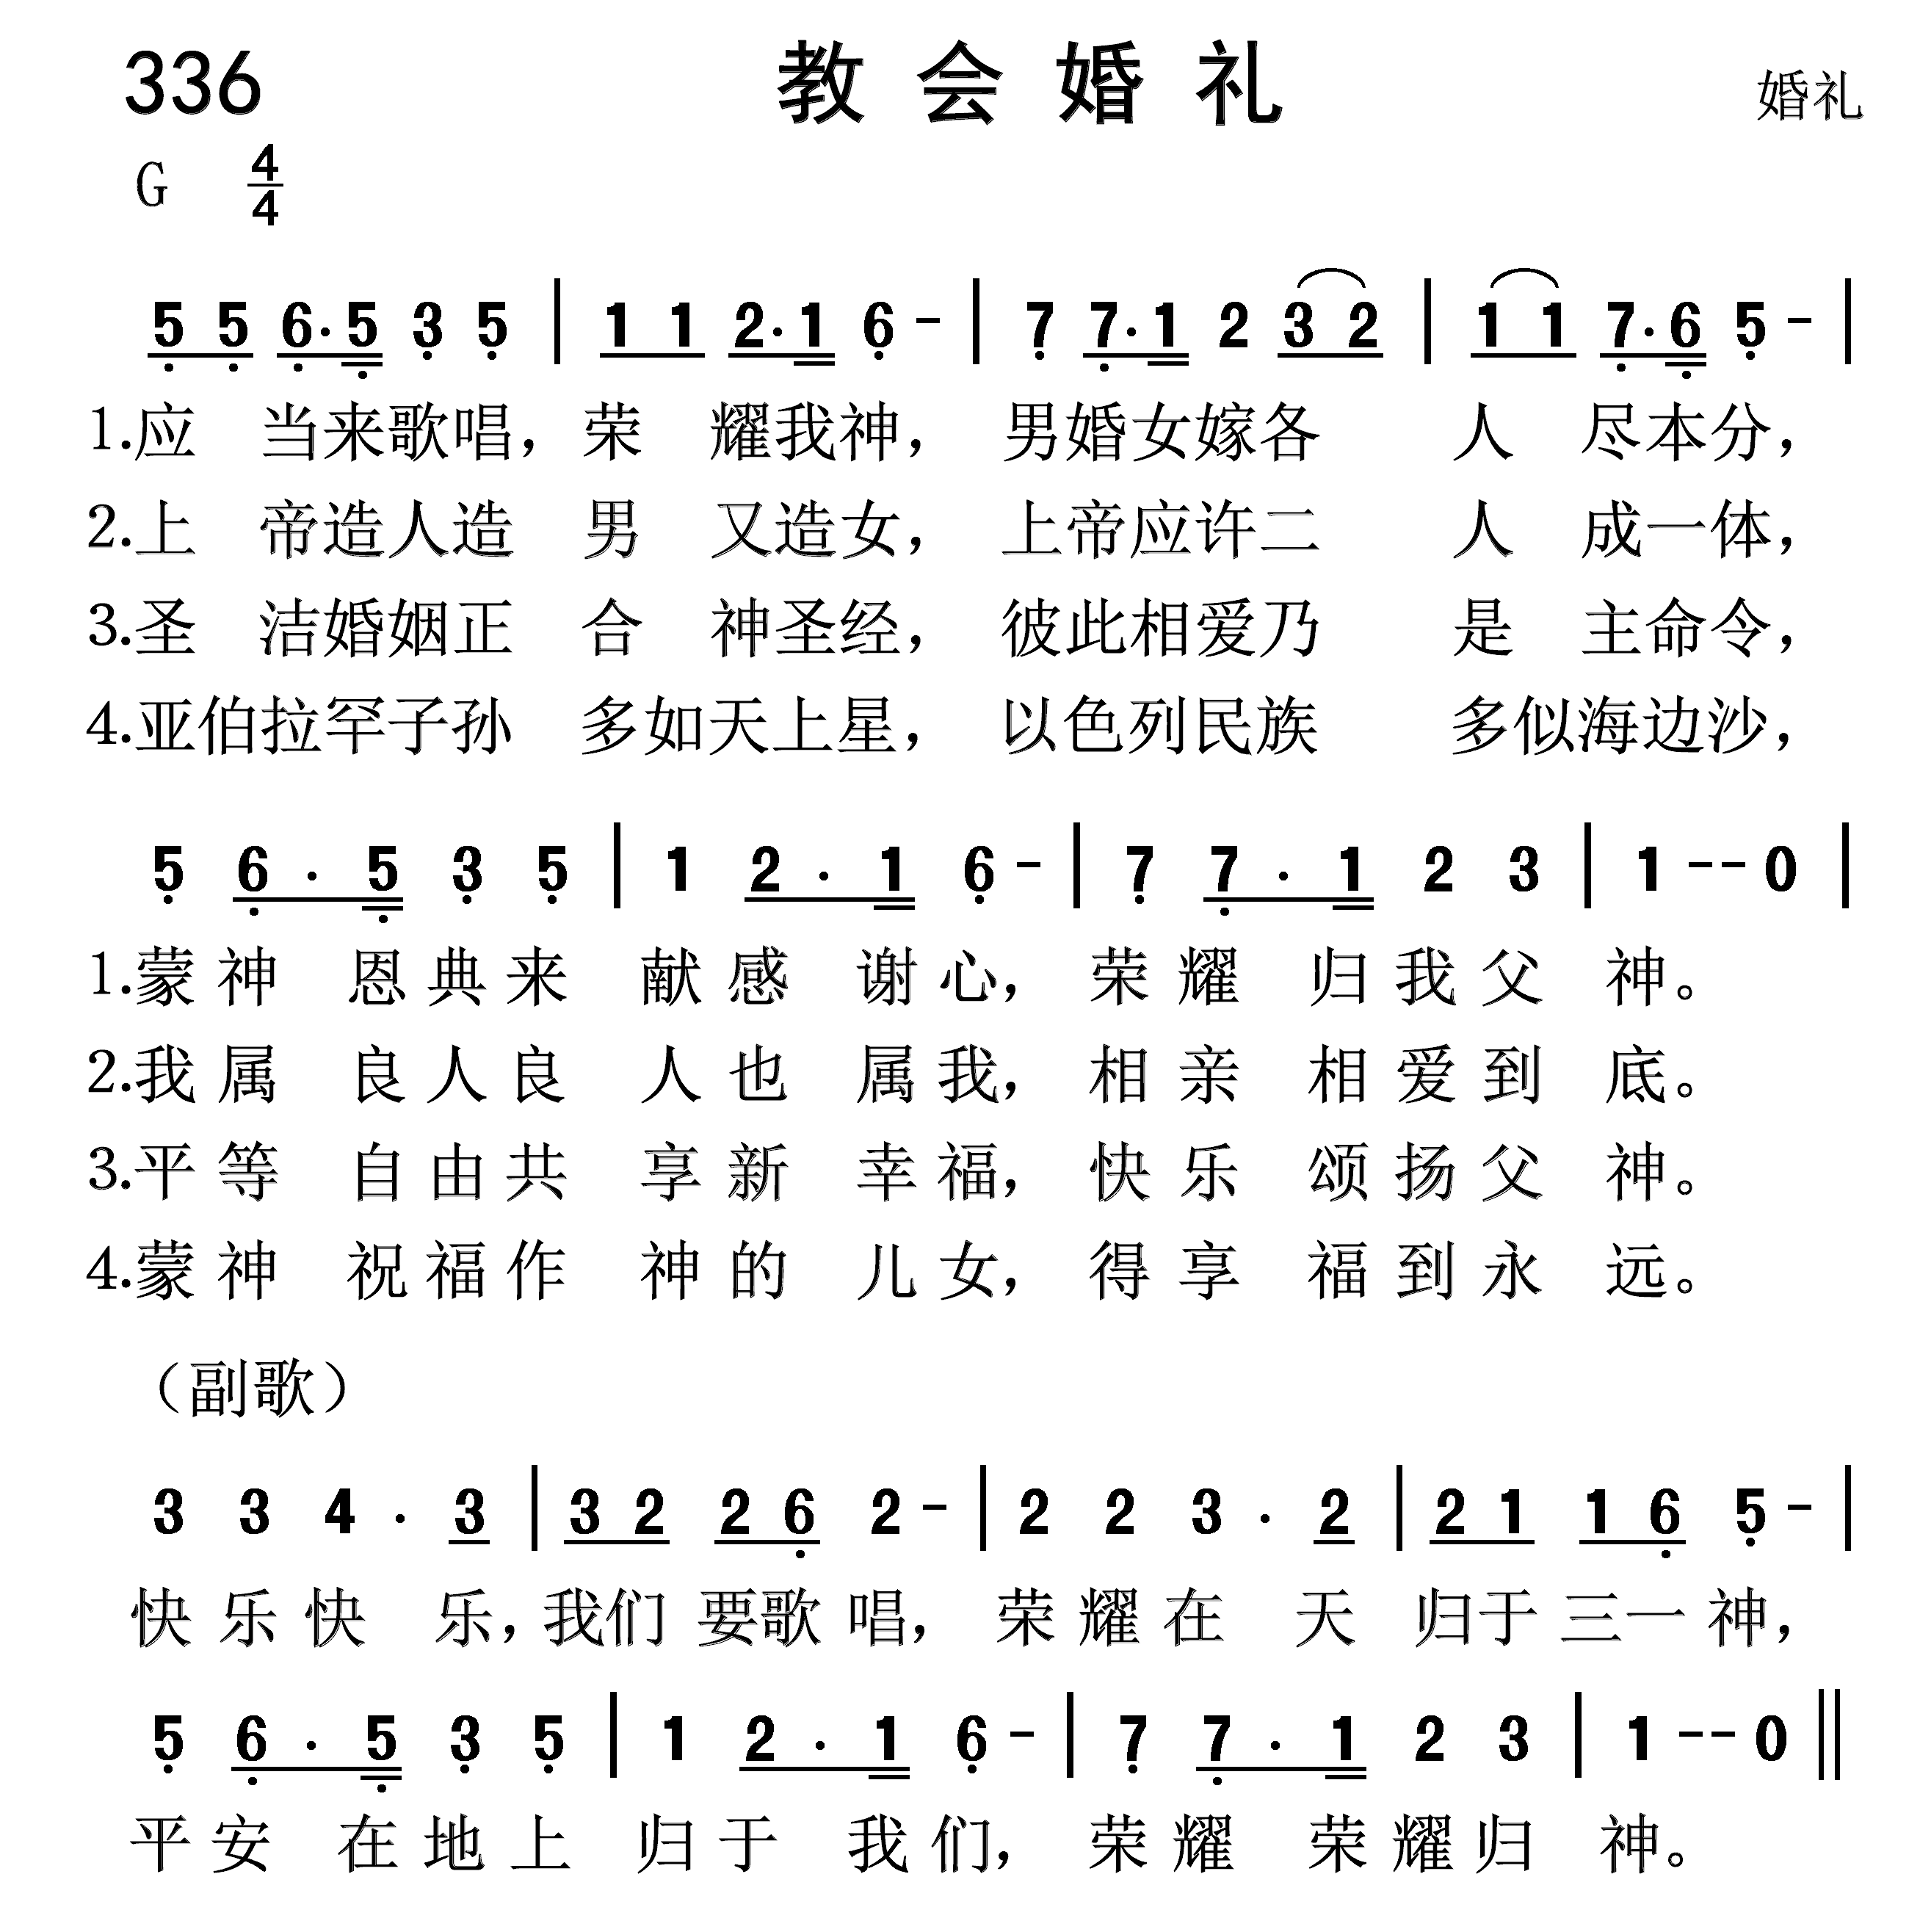 336 教会婚礼 婚礼
G 4/4
5 5 6·5 3 5 | 1 1 2·1 6 - | 7 7·1 2 3 2 | 1 1 7·6 5 - |
1.应 当来歌唱，荣 耀我神， 男婚女嫁各 人 尽本分，
2.上 帝造人造 男 又造女， 上帝应许二 人 成一体，
3.圣 洁婚姻正 合 神圣经， 彼此相爱乃 是 主命令，
4.亚伯拉罕子孙 多如天上星， 以色列民族 多似海边沙，
5 6·5 3 5 | 1 2·1 6 - | 7 7·1 2 3 | 1 - - 0 |
1.蒙神 恩典来 献感 谢心， 荣耀 归我父 神。
2.我属 良人良 人也 属我， 相亲 相爱到 底。
3.平等 自由共 享新 幸福， 快乐 颂扬父 神。
4.蒙神 祝福作 神的 儿女， 得享 福到永 远。
（副歌）
3 3 4·3 | 3 2 2 6 2 - | 2 2 3·2 | 2 1 1 6 5 - |
快乐快 乐，我们 要歌 唱， 荣耀在 天 归于三一神，
5 6·5 3 5 | 1 2·1 6 - | 7 7·1 2 3 | 1 - - 0 ‖
平安 在地上 归于 我们， 荣耀 荣耀归 神。